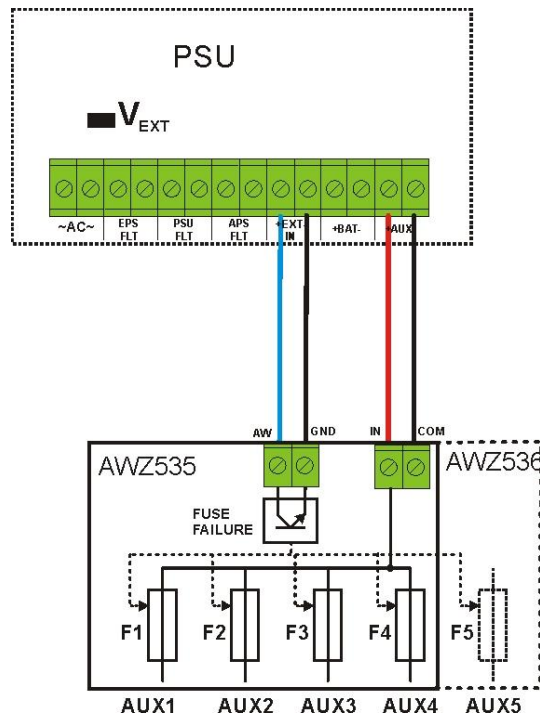 PSU
VEXT
~AC~ EPS FLT PSU FLT APS FLT +EXT- IN +BAT- +AUX-
AW GND IN COM
AWZ535 AWZ536
FUSE
FAILURE
F1 F2 F3 F4 F5
AUX1 AUX2 AUX3 AUX4 AUX5